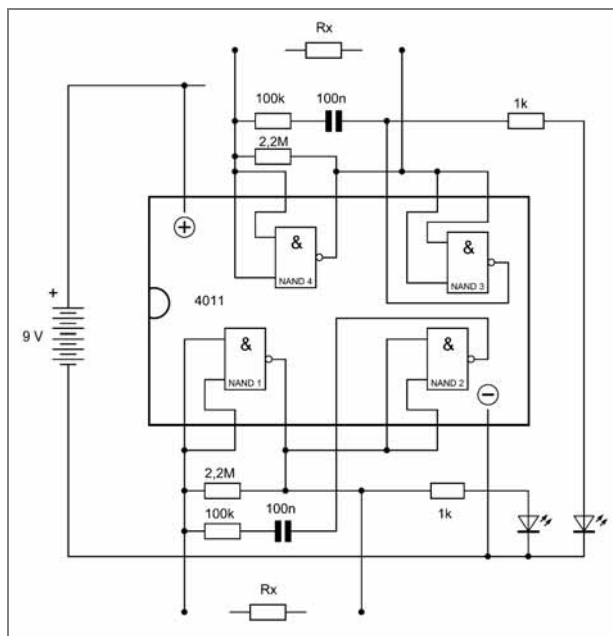 Rx
100k
100n
1k
2,2M
+
&
NAND 4
&
NAND 3
4011
+
9 V
&
NAND 1
&
NAND 2
−
2,2M
100n
100k
1k
Rx